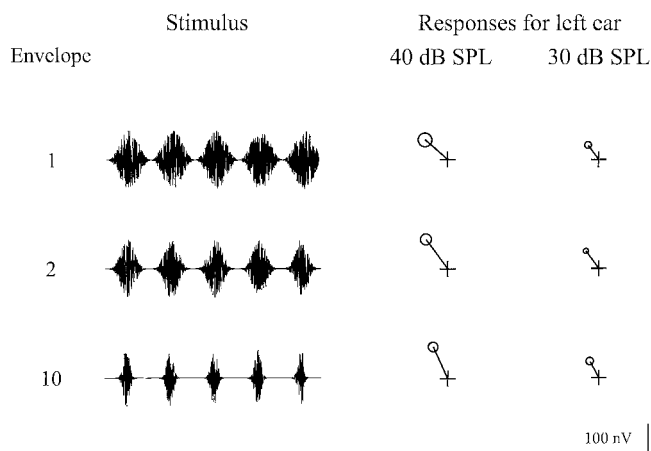 Stimulus Responses for left ear
Envelope 40 dB SPL 30 dB SPL
1
2
10
100 nV